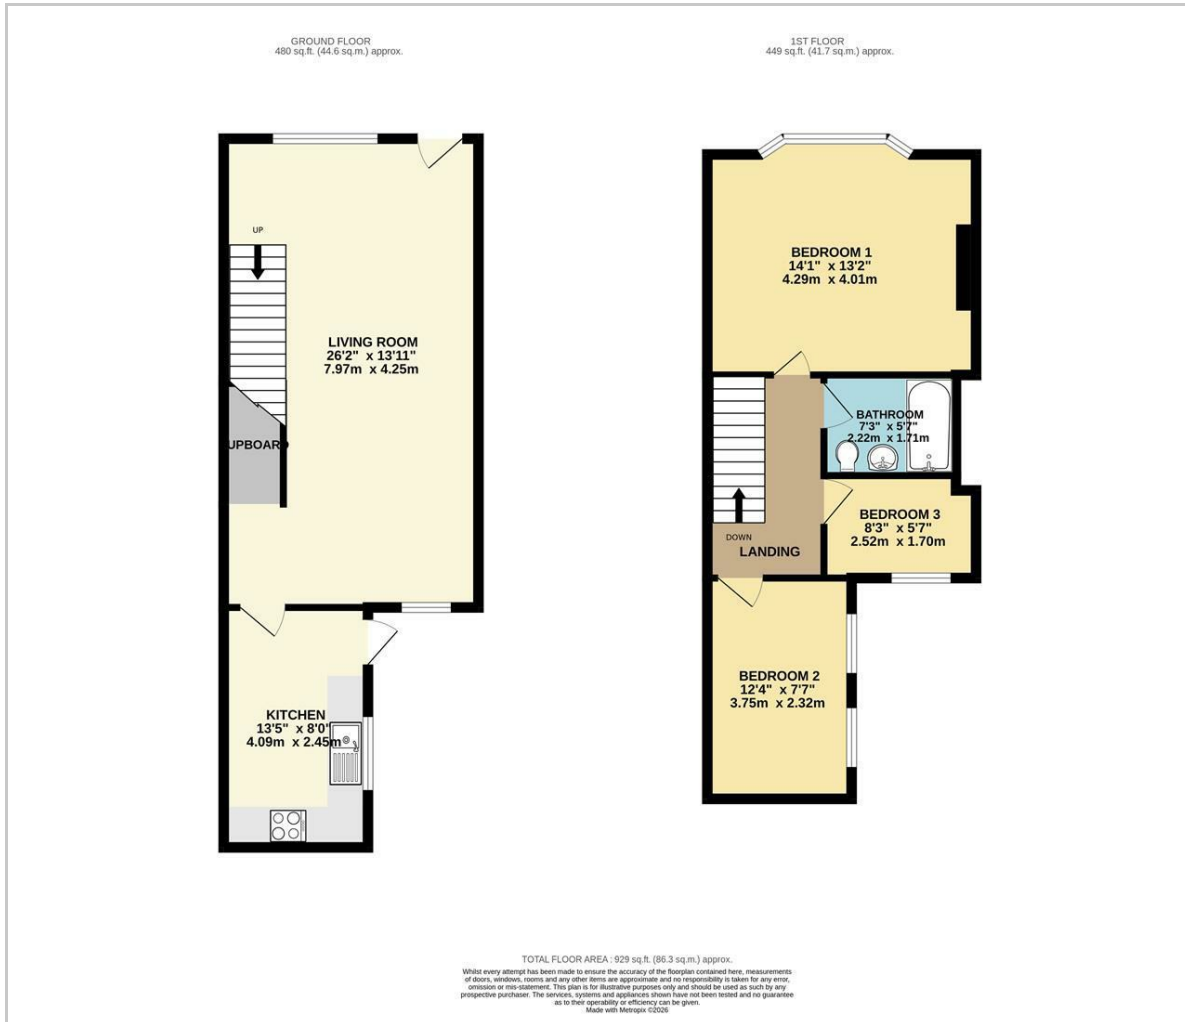 GROUND FLOOR
480 sq.ft. (44.6 sq.m.) approx.
UP
LIVING ROOM
26'2" x 13'11"
7.97m x 4.25m
UPBOARD
KITCHEN
13'5" x 8'0"
4.09m x 2.45m
1ST FLOOR
449 sq.ft. (41.7 sq.m.) approx.
BEDROOM 1
14'1" x 13'2"
4.29m x 4.01m
BATHROOM
7'3" x 5'7"
2.22m x 1.71m
BEDROOM 3
8'3" x 5'7"
2.52m x 1.70m
DOWN
LANDING
BEDROOM 2
12'4" x 7'7"
3.75m x 2.32m
TOTAL FLOOR AREA : 929 sq.ft. (86.3 sq.m.) approx.
Whilst every attempt has been made to ensure the accuracy of the floorplan contained here, measurements
of doors, windows, rooms and any other items are approximate and no responsibility is taken for any error,
omission or mis-statement. This plan is for illustrative purposes only and should be used as such by any
prospective purchaser. The services, systems and appliances shown have not been tested and no guarantee
as to their operability or efficiency can be given.
Made with Metropix ©2026